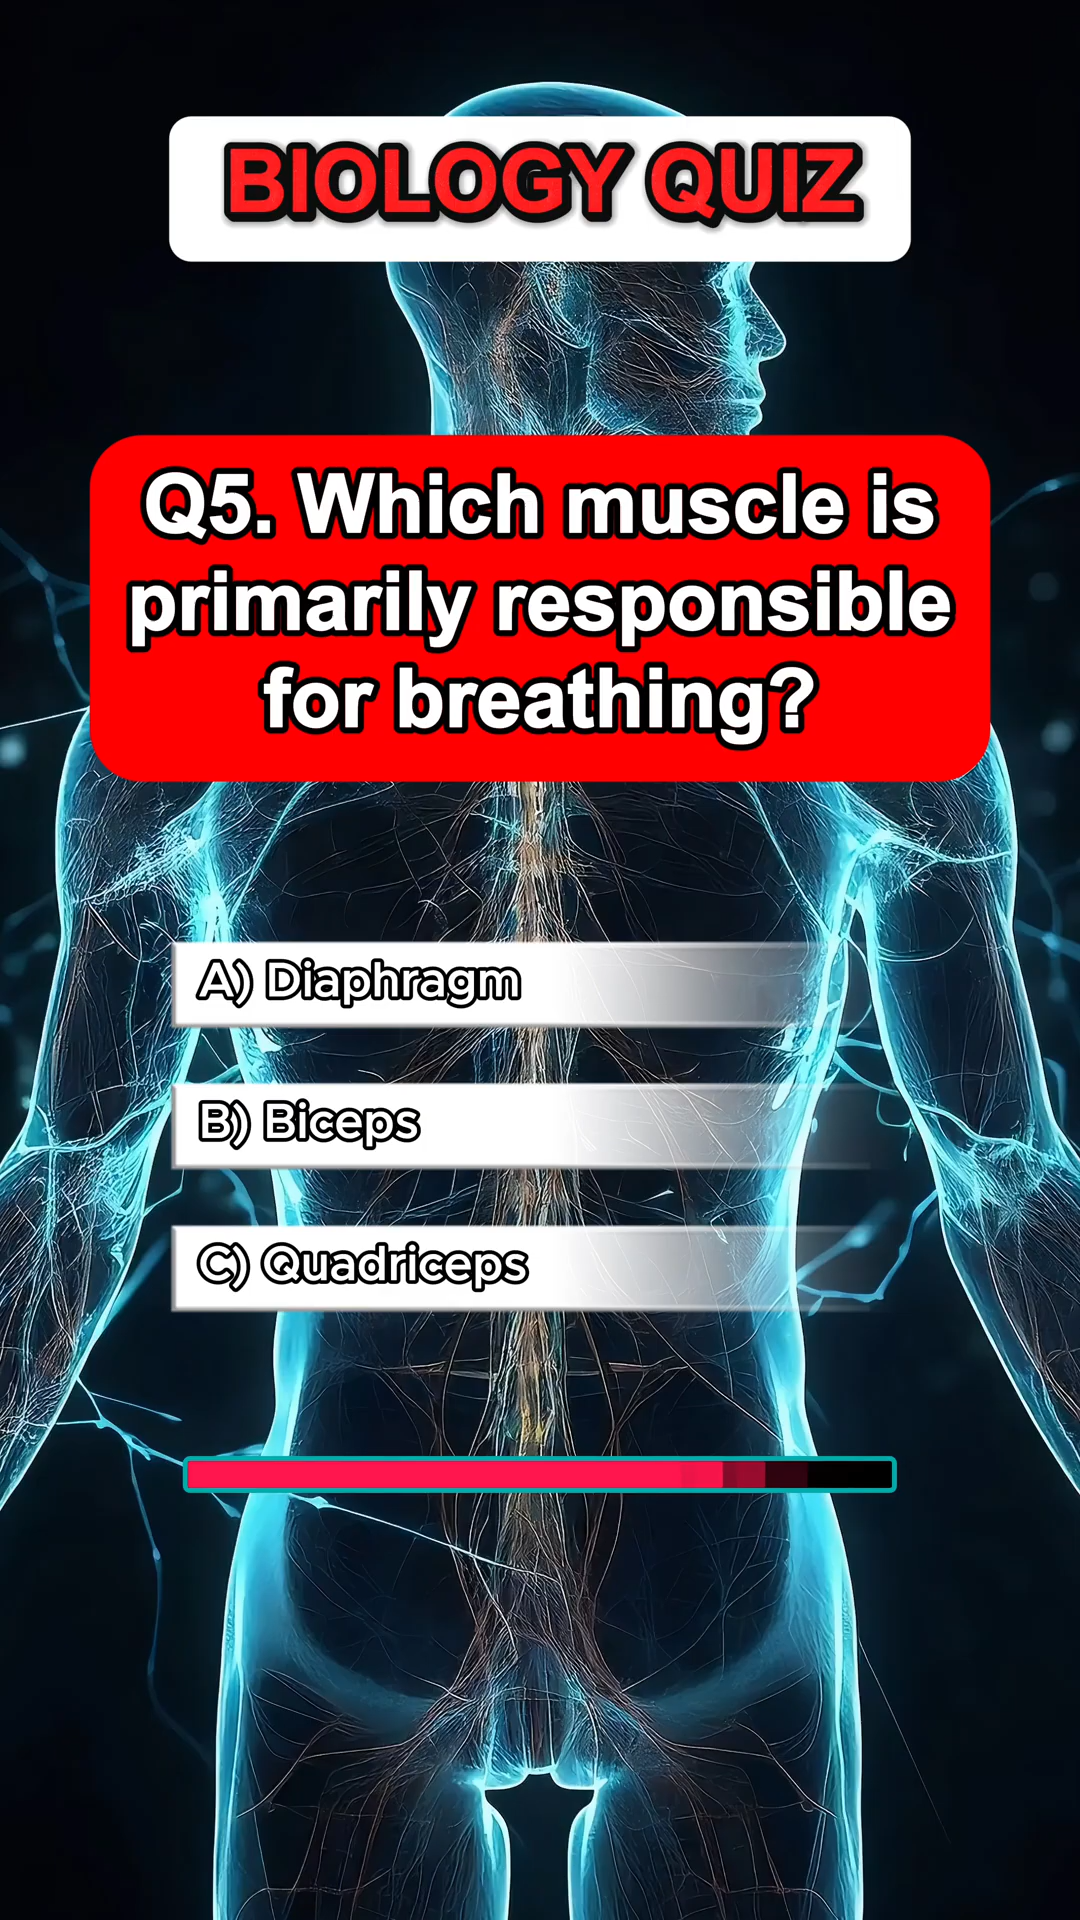 BIOLOGY QUIZ
Q5. Which muscle is
primarily responsible
for breathing?
A) Diaphragm
B) Biceps
C) Quadriceps